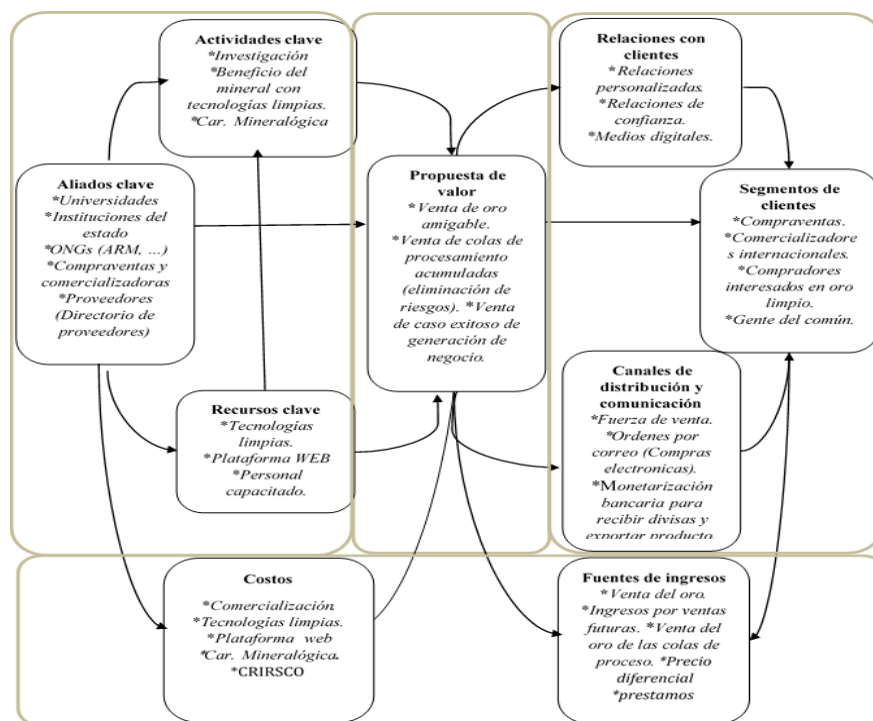 Actividades clave
*Investigación
*Beneficio del
mineral con
tecnologías limpias.
*Car. Mineralógica
Relaciones con
clientes
* Relaciones
personalizadas.
*Relaciones de
confianza.
*Medios digitales.
Aliados clave
*Universidades
*Instituciones del
estado
*ONGs (ARM, ...)
*Compraventas y
comercializadoras
*Proveedores
(Directorio de
proveedores)
Propuesta de
valor
*Venta de oro
amigable.
*Venta de colas de
procesamiento
acumuladas
(eliminación de
riesgos). *Venta
de caso exitoso de
generación de
negocio.
Segmentos de
clientes
*Compraventas.
*Comercializadore
s internacionales.
*Compradores
interesados en oro
limpio.
*Gente del común.
Recursos clave
*Tecnologías
limpias.
*Plataforma WEB
*Personal
capacitado.
Canales de
distribución y
comunicación
*Fuerza de venta.
*Ordenes por
correo (Compras
electronicas).
*Monetarización
bancaria para
recibir divisas y
exportar producto.
Costos
*Comercialización.
*Tecnologías limpias.
*Plataforma web
*Car. Mineralógica.
*CRIRSCO
Fuentes de ingresos
* Venta del oro.
*Ingresos por ventas
futuras. *Venta del
oro de las colas de
proceso. *Precio
diferencial
*prestamos